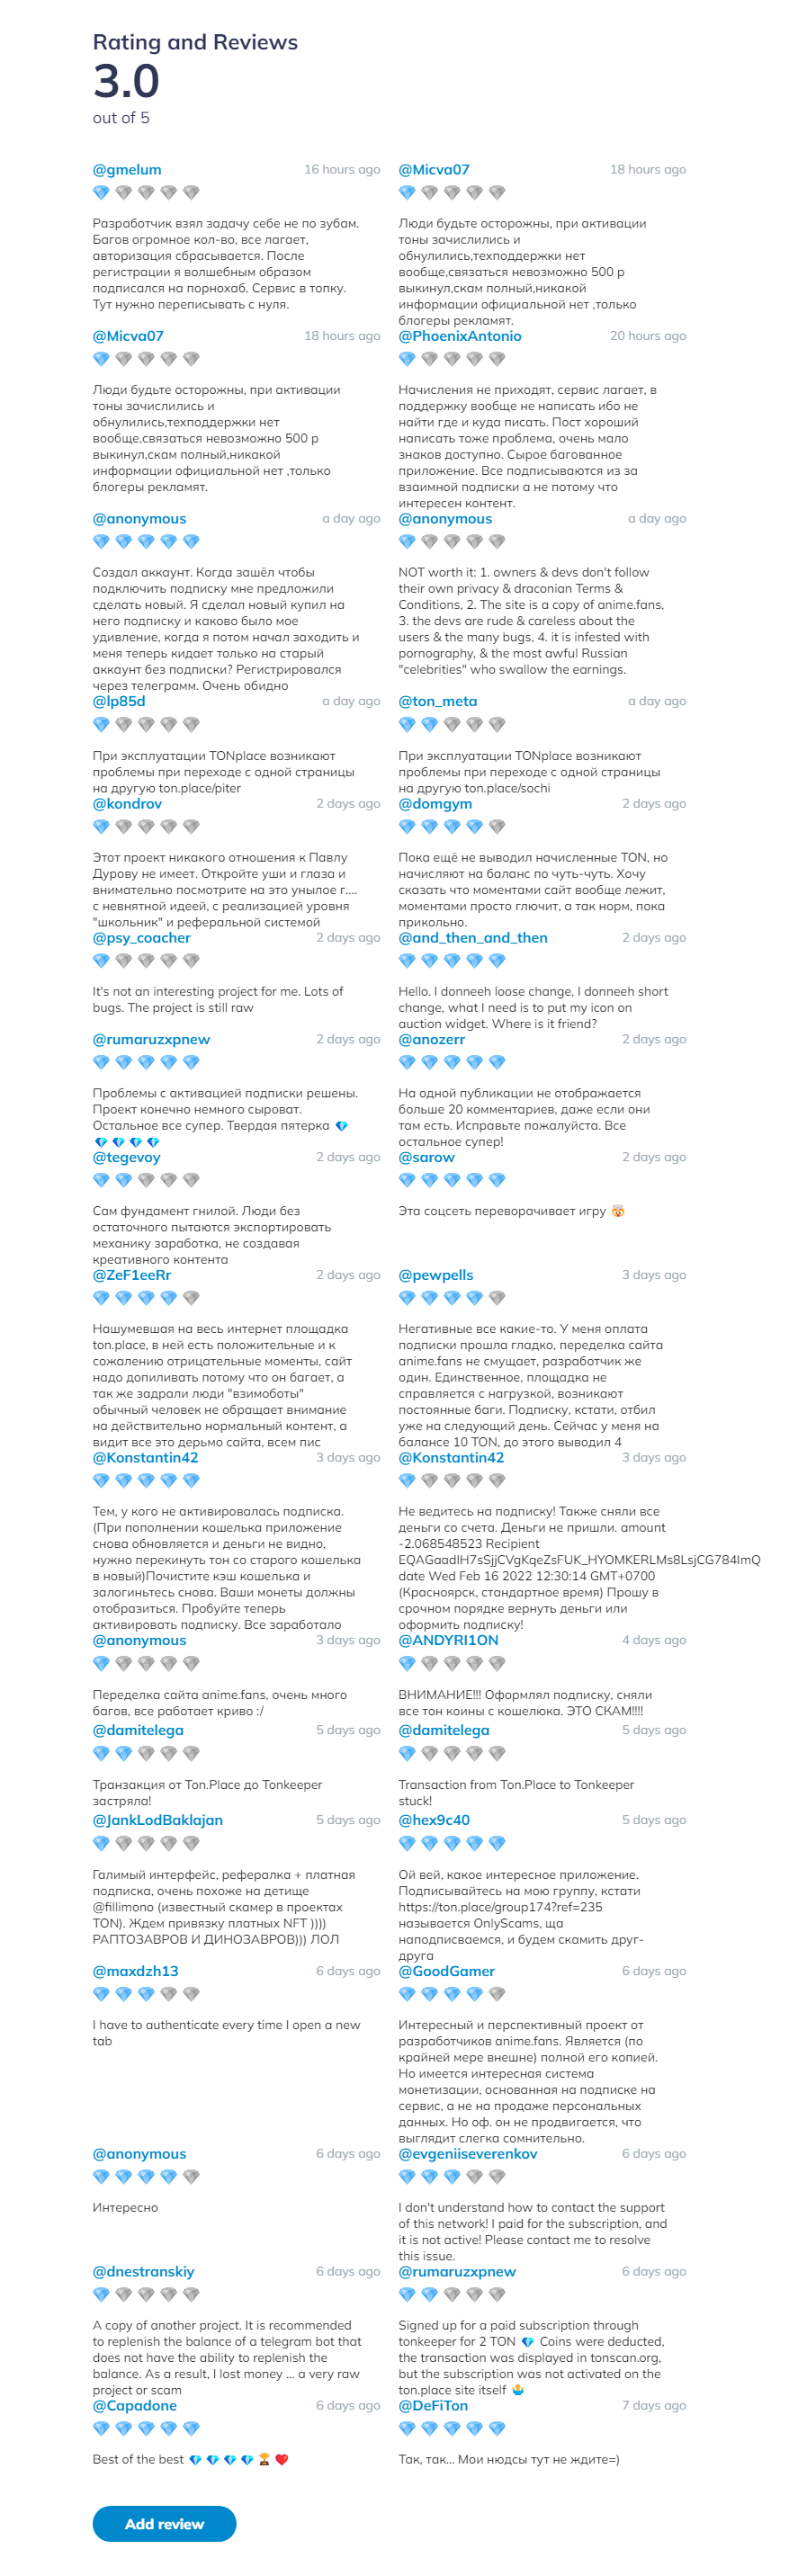 Rating and Reviews
3.0
out of 5
@gmelum 16 hours ago
Разработчик взял задачу себе не по зубам.
Багов огромное кол-во, все лагает,
авторизация сбрасывается. После
регистрации я волшебным образом
подписался на порнохаб. Сервис в топку.
Тут нужно переписывать с нуля.
@Micva07 18 hours ago
Люди будьте осторожны, при активации
тоны зачислились и
обнулились,техподдержки нет
вообще,связаться невозможно 500 р
выкинул,скам полный,никакой
информации официальной нет ,только
блогеры рекламят.
@Micva07 18 hours ago
Люди будьте осторожны, при активации
тоны зачислились и
обнулились,техподдержки нет
вообще,связаться невозможно 500 р
выкинул,скам полный,никакой
информации официальной нет ,только
блогеры рекламят.
@PhoenixAntonio 20 hours ago
Начисления не приходят, сервис лагает, в
поддержку вообще не написать ибо не
найти где и куда писать. Пост хороший
написать тоже проблема, очень мало
знаков доступно. Сырое багованное
приложение. Все подписываются из за
взаимной подписки а не потому что
интересен контент.
@anonymous a day ago
Создал аккаунт. Когда зашёл чтобы
подключить подписку мне предложили
сделать новый. Я сделал новый купил на
него подписку и каково было мое
удивление, когда я потом начал заходить и
меня теперь кидает только на старый
аккаунт без подписки? Регистрировался
через телеграмм. Очень обидно
@anonymous a day ago
NOT worth it: 1. owners & devs don't follow
their own privacy & draconian Terms &
Conditions, 2. The site is a copy of anime.fans,
3. the devs are rude & careless about the
users & the many bugs, 4. it is infested with
pornography, & the most awful Russian
"celebrities" who swallow the earnings.
@lp85d a day ago
При эксплуатации TONplace возникают
проблемы при переходе с одной страницы
на другую ton.place/piter
@ton_meta a day ago
При эксплуатации TONplace возникают
проблемы при переходе с одной страницы
на другую ton.place/sochi
@kondrov 2 days ago
Этот проект никакого отношения к Павлу
Дурову не имеет. Откройте уши и глаза и
внимательно посмотрите на это унылое г....
с невнятной идеей, с реализацией уровня
"школьник" и реферальной системой
@domgym 2 days ago
Пока ещё не выводил начисленные TON, но
начисляют на баланс по чуть-чуть. Хочу
сказать что моментами сайт вообще лежит,
моментами просто глючит, а так норм, пока
прикольно.
@psy_coacher 2 days ago
It's not an interesting project for me. Lots of
bugs. The project is still raw
@and_then_and_then 2 days ago
Hello. I donneeh loose change, I donneeh short
change, what I need is to put my icon on
auction widget. Where is it friend?
@rumaruzxpnew 2 days ago
Проблемы с активацией подписки решены.
Проект конечно немного сыроват.
Остальное все супер. Твердая пятерка 💎
💎 💎 💎 💎
@anozerr 2 days ago
На одной публикации не отображается
больше 20 комментариев, даже если они
там есть. Исправьте пожалуйста. Все
остальное супер!
@tegevoy 2 days ago
Сам фундамент гнилой. Люди без
остаточного пытаются экспортировать
механику заработка, не создавая
креативного контента
@sarow 2 days ago
Эта соцсеть переворачивает игру 🤯
@ZeF1eeRr 2 days ago
Нашумевшая на весь интернет площадка
ton.place, в ней есть положительные и к
сожалению отрицательные моменты, сайт
надо допиливать потому что он багает, а
так же задрали люди "взимоботы"
обычный человек не обращает внимание
на действительно нормальный контент, а
видит все это дерьмо сайта, всем пис
@pewpells 3 days ago
Негативные все какие-то. У меня оплата
подписки прошла гладко, переделка сайта
anime.fans не смущает, разработчик же
один. Единственное, площадка не
справляется с нагрузкой, возникают
постоянные баги. Подписку, кстати, отбил
уже на следующий день. Сейчас у меня на
балансе 10 TON, до этого выводил 4
@Konstantin42 3 days ago
Тем, у кого не активировалась подписка.
(При пополнении кошелька приложение
снова обновляется и деньги не видно,
нужно перекинуть тон со старого кошелька
в новый)Почистите кэш кошелька и
залогиньтесь снова. Ваши монеты должны
отобразиться. Пробуйте теперь
активировать подписку. Все заработало
@Konstantin42 3 days ago
Не ведитесь на подписку! Также сняли все
деньги со счета. Деньги не пришли. amount
-2.068548523 Recipient
EQAGaadIH7sSjjCVgKqeZsFUK_HYOMKERLMs8LsjCG784ImQ
date Wed Feb 16 2022 12:30:14 GMT+0700
(Красноярск, стандартное время) Прошу в
срочном порядке вернуть деньги или
оформить подписку!
@anonymous 3 days ago
Переделка сайта anime.fans, очень много
багов, все работает криво :/
@ANDYRI1ON 4 days ago
ВНИМАНИЕ!!! Оформлял подписку, сняли
все тон коины с кошелюка. ЭТО СКАМ!!!!
@damitelega 5 days ago
Транзакция от Ton.Place до Tonkeeper
застряла!
@damitelega 5 days ago
Transaction from Ton.Place to Tonkeeper
stuck!
@JankLodBaklajan 5 days ago
Галимый интерфейс, рефералка + платная
подписка, очень похоже на детище
@fillimono (известный скамер в проектах
TON). Ждем привязку платных NFT ))))
РАПТОЗАВРОВ И ДИНОЗАВРОВ))) ЛОЛ
@hex9c40 5 days ago
Ой вей, какое интересное приложение.
Подписывайтесь на мою группу, кстати
https://ton.place/group174?ref=235
называется OnlyScams, ща
наподписваемся, и будем скамить друг-
друга
@maxdzh13 6 days ago
I have to authenticate every time I open a new
tab
@GoodGamer 6 days ago
Интересный и перспективный проект от
разработчиков anime.fans. Является (по
крайней мере внешне) полной его копией.
Но имеется интересная система
монетизации, основанная на подписке на
сервис, а не на продаже персональных
данных. Но оф. он не продвигается, что
выглядит слегка сомнительно.
@anonymous 6 days ago
Интересно
@evgeniiseverenkov 6 days ago
I don't understand how to contact the support
of this network! I paid for the subscription, and
it is not active! Please contact me to resolve
this issue.
@dnestranskiy 6 days ago
A copy of another project. It is recommended
to replenish the balance of a telegram bot that
does not have the ability to replenish the
balance. As a result, I lost money ... a very raw
project or scam
@rumaruzxpnew 6 days ago
Signed up for a paid subscription through
tonkeeper for 2 TON 💎 Coins were deducted,
the transaction was displayed in tonscan.org,
but the subscription was not activated on the
ton.place site itself 🤷
@Capadone 6 days ago
Best of the best 💎 💎 💎 💎 🏆 ❤️
@DeFiTon 7 days ago
Так, так... Мои нюдсы тут не ждите=)
Add review